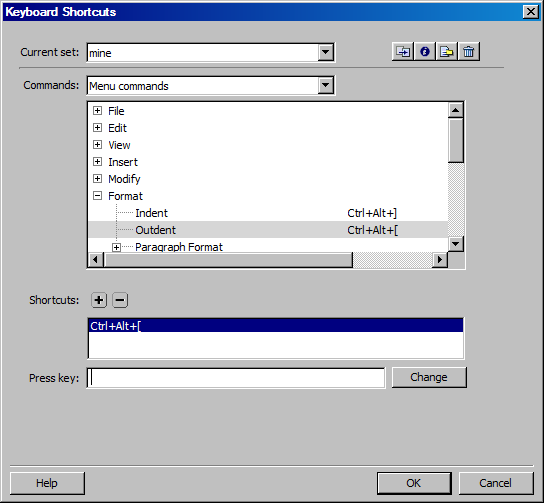 Keyboard Shortcuts
Current set: mine
Commands: Menu commands
File
Edit
View
Insert
Modify
Format
Indent Ctrl+Alt+]
Outdent Ctrl+Alt+[
Paragraph Format
Shortcuts:
Ctrl+Alt+[
Press key: Change
Help OK Cancel